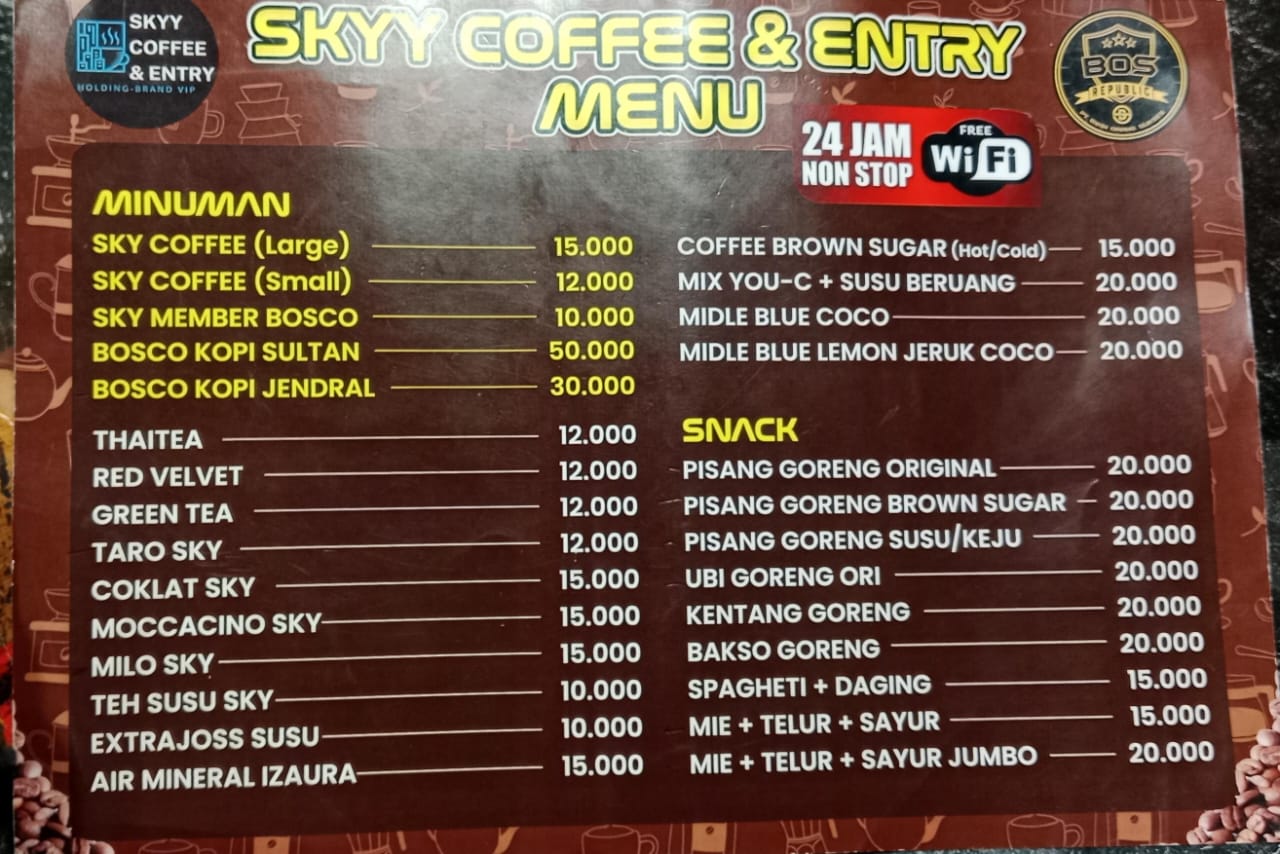 SKYY
COFFEE
& ENTRY
HOLDING-BRAND VIP
SKYY COFFEE & ENTRY
MENU
BOS
REPUBLIC
24 JAM
NON STOP
FREE
Wi Fi
MINUMAN
SKY COFFEE (Large) 15.000
SKY COFFEE (Small) 12.000
SKY MEMBER BOSCO 10.000
BOSCO KOPI SULTAN 50.000
BOSCO KOPI JENDRAL 30.000
THAITEA 12.000
RED VELVET 12.000
GREEN TEA 12.000
TARO SKY 12.000
COKLAT SKY 15.000
MOCCACINO SKY 15.000
MILO SKY 15.000
TEH SUSU SKY 10.000
EXTRAJOSS SUSU 10.000
AIR MINERAL IZAURA 15.000
COFFEE BROWN SUGAR (Hot/Cold) 15.000
MIX YOU-C + SUSU BERUANG 20.000
MIDLE BLUE COCO 20.000
MIDLE BLUE LEMON JERUK COCO 20.000
SNACK
PISANG GORENG ORIGINAL 20.000
PISANG GORENG BROWN SUGAR 20.000
PISANG GORENG SUSU/KEJU 20.000
UBI GORENG ORI 20.000
KENTANG GORENG 20.000
BAKSO GORENG 20.000
SPAGHETI + DAGING 15.000
MIE + TELUR + SAYUR 15.000
MIE + TELUR + SAYUR JUMBO 20.000